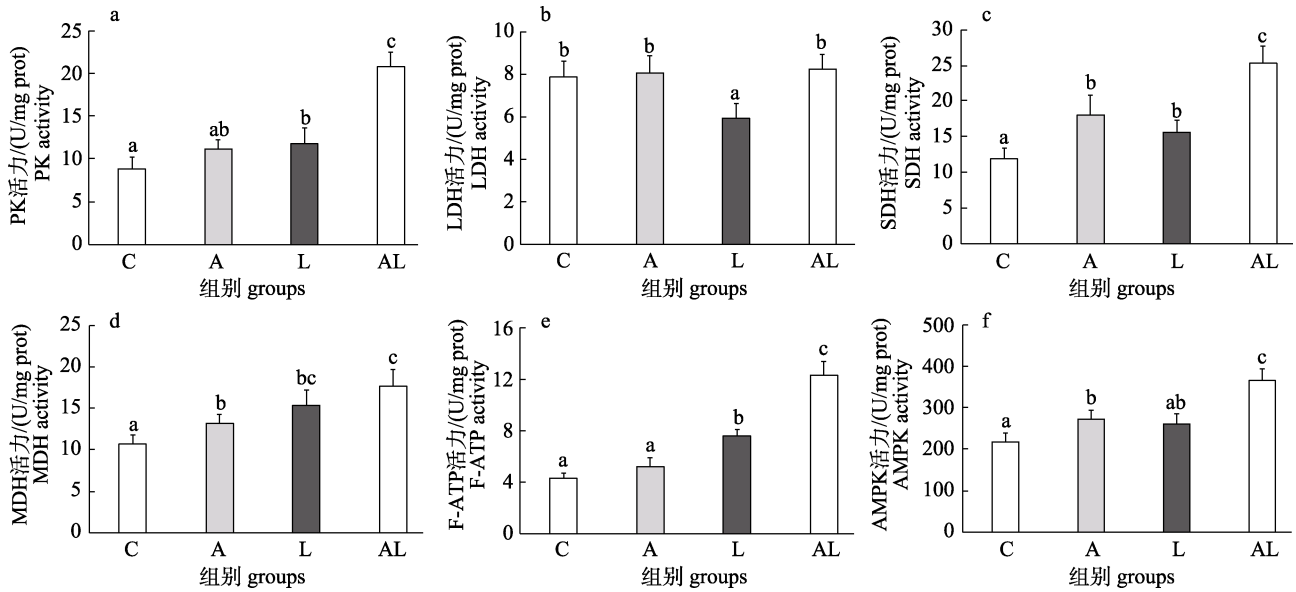 a
PK活力/(U/mg prot)
PK activity
25
20
15
10
5
0
a
ab
b
c
C A L AL
组别 groups
b
LDH活力/(U/mg prot)
LDH activity
10
8
6
4
2
0
b
b
a
b
C A L AL
组别 groups
c
SDH活力/(U/mg prot)
SDH activity
30
25
20
15
10
5
0
a
b
b
c
C A L AL
组别 groups
d
MDH活力/(U/mg prot)
MDH activity
25
20
15
10
5
0
a
b
bc
c
C A L AL
组别 groups
e
F-ATP活力/(U/mg prot)
F-ATP activity
16
12
8
4
0
a
a
b
c
C A L AL
组别 groups
f
AMPK活力/(U/mg prot)
AMPK activity
500
400
300
200
100
0
a
b
ab
c
C A L AL
组别 groups